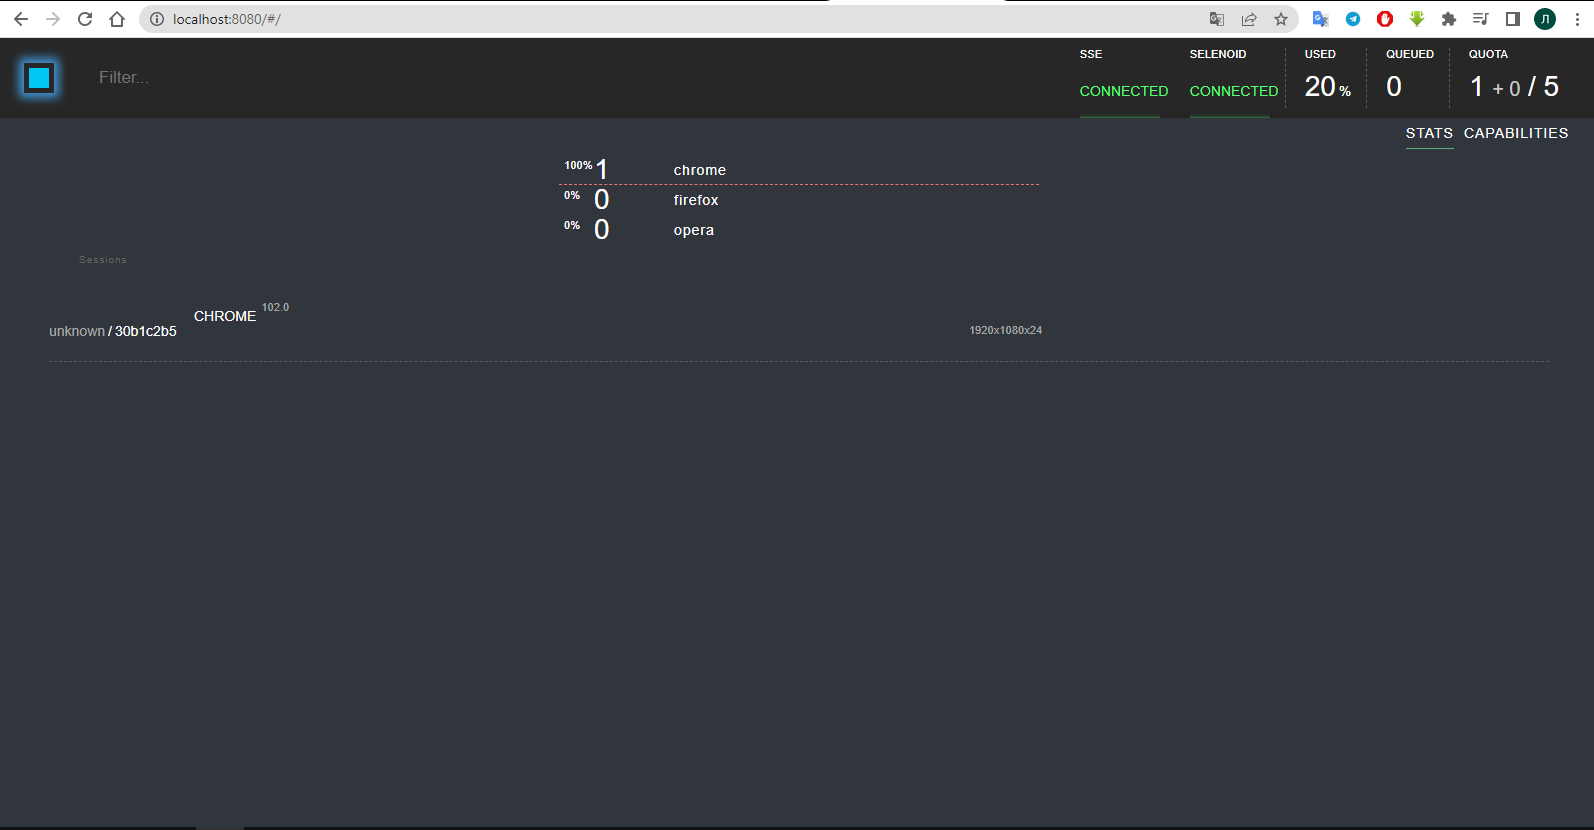 localhost:8080/#/
Л
Filter...
SSE
CONNECTED
SELENOID
CONNECTED
USED
20 %
QUEUED
0
QUOTA
1 + 0 / 5
STATS CAPABILITIES
100% 1 chrome
0% 0 firefox
0% 0 opera
Sessions
unknown / 30b1c2b5
CHROME 102.0
1920x1080x24